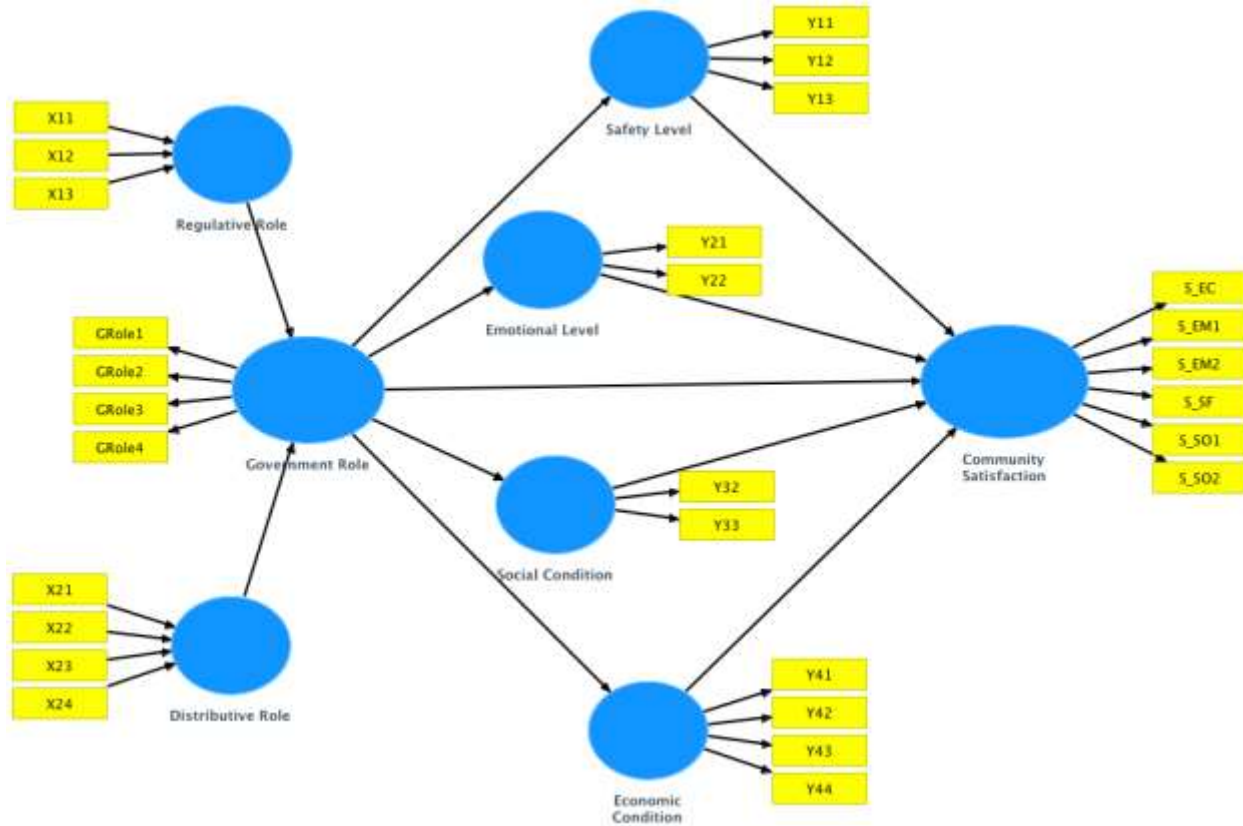 Y11
Y12
Y13
Safety Level
X11
X12
X13
Regulative Role
Y21
Y22
Emotional Level
S_EC
S_EM1
S_EM2
S_SF
S_SO1
S_SO2
Community
Satisfaction
GRole1
GRole2
GRole3
GRole4
Government Role
Y32
Y33
Social Condition
X21
X22
X23
X24
Distributive Role
Y41
Y42
Y43
Y44
Economic
Condition